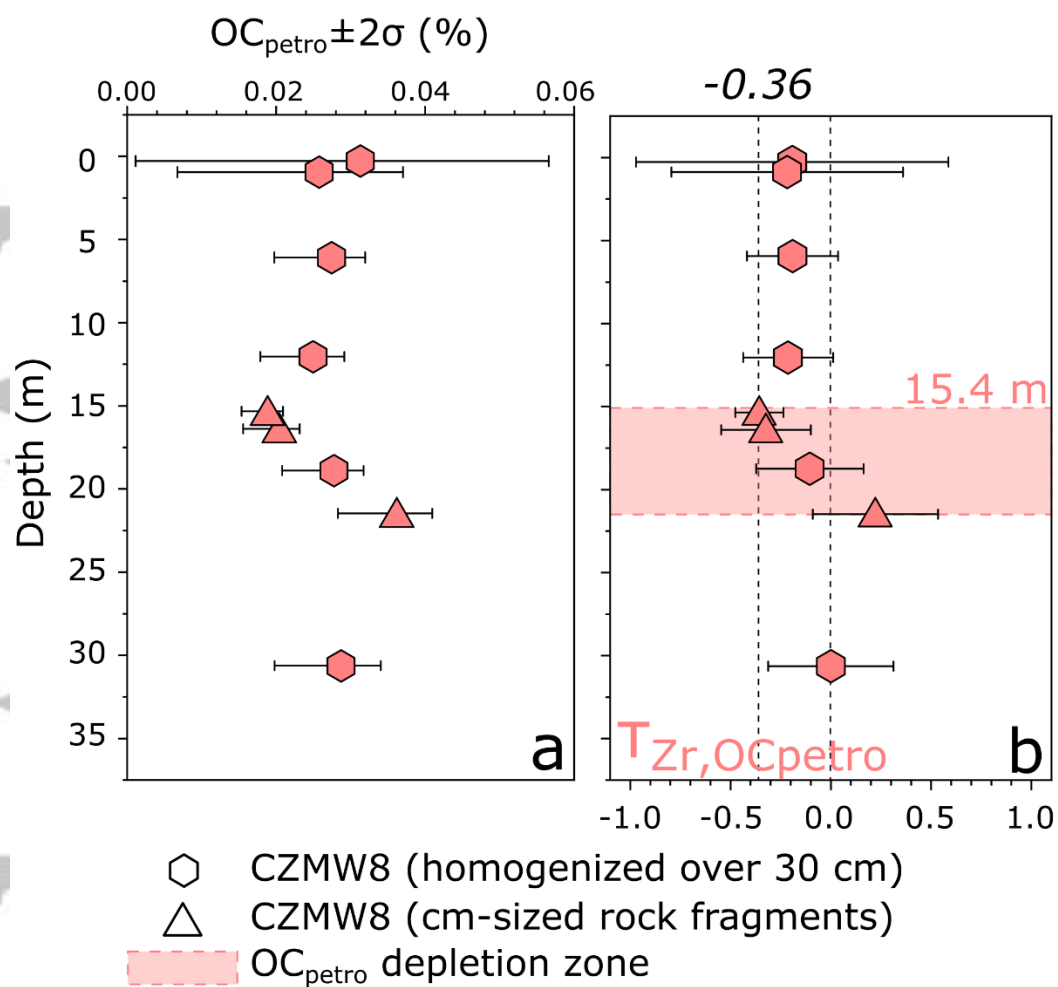 OCpetro±2σ (%)
0.00 0.02 0.04 0.06
-0.36
Depth (m)
0
5
10
15
20
25
30
35
a
15.4 m
τZr,OCpetro
b
-1.0 -0.5 0.0 0.5 1.0
CZMW8 (homogenized over 30 cm)
CZMW8 (cm-sized rock fragments)
OCpetro depletion zone